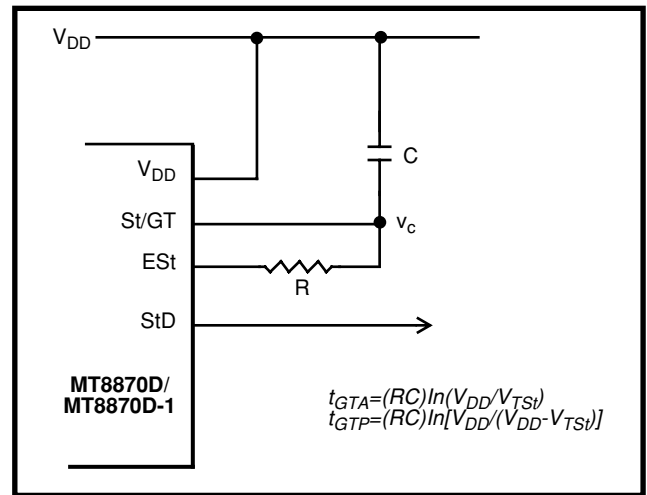 VDD
C
VDD
St/GT
vc
ESt
R
StD
MT8870D/
MT8870D-1
tGTA=(RC)In(VDD/VTSt)
tGTP=(RC)In[VDD/(VDD-VTSt)]